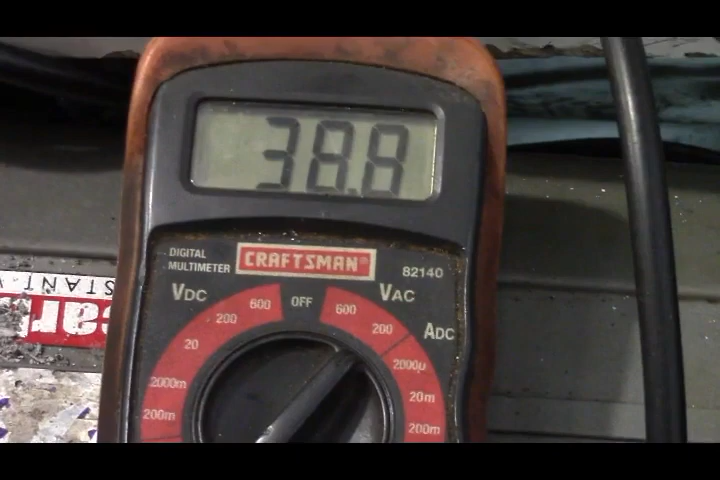 38.8
DIGITAL
MULTIMETER
CRAFTSMAN®
82140
VDC
OFF
VAC
ADC
600
200
20
2000m
200m
600
200
2000µ
20m
200m
STANT